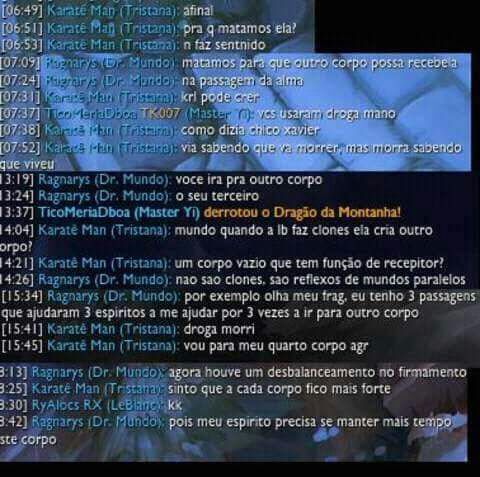 [06:49] Karatê Man (Tristana): afinal
[06:51] Karatê Man (Tristana): pra q matamos ela?
[06:53] Karatê Man (Tristana): n faz sentnido
[07:09] Ragnarys (Dr. Mundo): matamos para que outro corpo possa recebela
[07:24] Ragnarys (Dr. Mundo): na passagem da alma
[07:31] Karatê Man (Tristana): krl pode crer
[07:37] TicoMeriaDboa TK007 (Master Yi): vcs usaram droga mano
[07:38] Karatê Man (Tristana): como dizia chico xavier
[07:52] Karatê Man (Tristana): via sabendo que va morrer, mas morra sabendo
que viveu
13:19] Ragnarys (Dr. Mundo): voce ira pra outro corpo
13:24] Ragnarys (Dr. Mundo): o seu terceiro
13:37] TicoMeriaDboa (Master Yi) derrotou o Dragão da Montanha!
14:04] Karatê Man (Tristana): mundo quando a lb faz clones ela cria outro
orpo?
14:21] Karatê Man (Tristana): um corpo vazio que tem função de recepitor?
14:26] Ragnarys (Dr. Mundo): nao sao clones, sao reflexos de mundos paralelos
[15:34] Ragnarys (Dr. Mundo): por exemplo olha meu frag, eu tenho 3 passagens
que ajudaram 3 espiritos a me ajudar por 3 vezes a ir para outro corpo
[15:41] Karatê Man (Tristana): droga morri
[15:45] Karatê Man (Tristana): vou para meu quarto corpo agr
8:13] Ragnarys (Dr. Mundo): agora houve um desbalanceamento no firmamento
8:25] Karatê Man (Tristana): sinto que a cada corpo fico mais forte
8:30] RyAlocs RX (LeBlanc): kk
8:42] Ragnarys (Dr. Mundo): pois meu espirito precisa se manter mais tempo
ste corpo